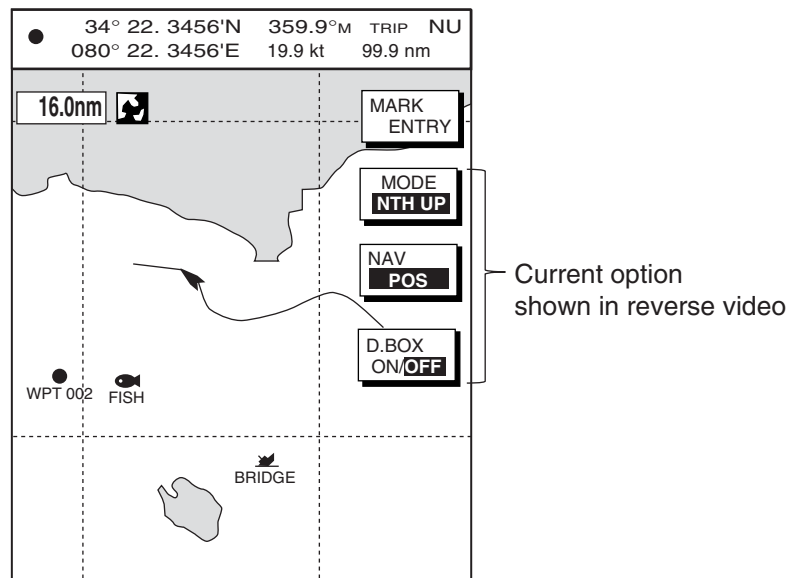 34° 22. 3456'N 359.9°M TRIP NU
080° 22. 3456'E 19.9 kt 99.9 nm
16.0nm
MARK
ENTRY
MODE
NTH UP
NAV
POS
Current option
shown in reverse video
D.BOX
ON/OFF
WPT 002
FISH
BRIDGE